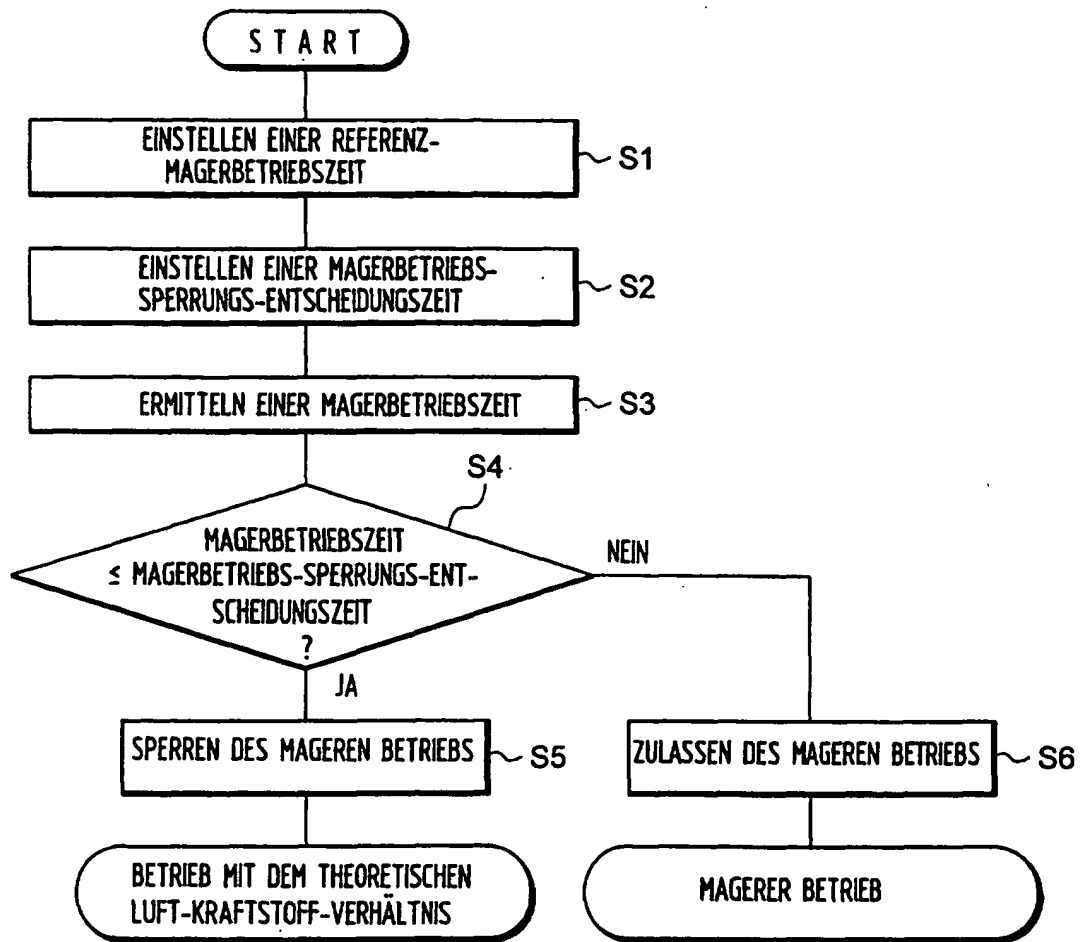 START
EINSTELLEN EINER REFERENZ-
MAGERBETRIEBSZEIT
S1
EINSTELLEN EINER MAGERBETRIEBS-
SPERRUNGS-ENTSCHEIDUNGSZEIT
S2
ERMITTELN EINER MAGERBETRIEBSZEIT
S3
S4
MAGERBETRIEBSZEIT
≤ MAGERBETRIEBS-SPERRUNGS-ENT-
SCHEIDUNGSZEIT
?
NEIN
JA
SPERREN DES MAGEREN BETRIEBS
S5
ZULASSEN DES MAGEREN BETRIEBS
S6
BETRIEB MIT DEM THEORETISCHEN
LUFT-KRAFTSTOFF-VERHÄLTNIS
MAGERER BETRIEB